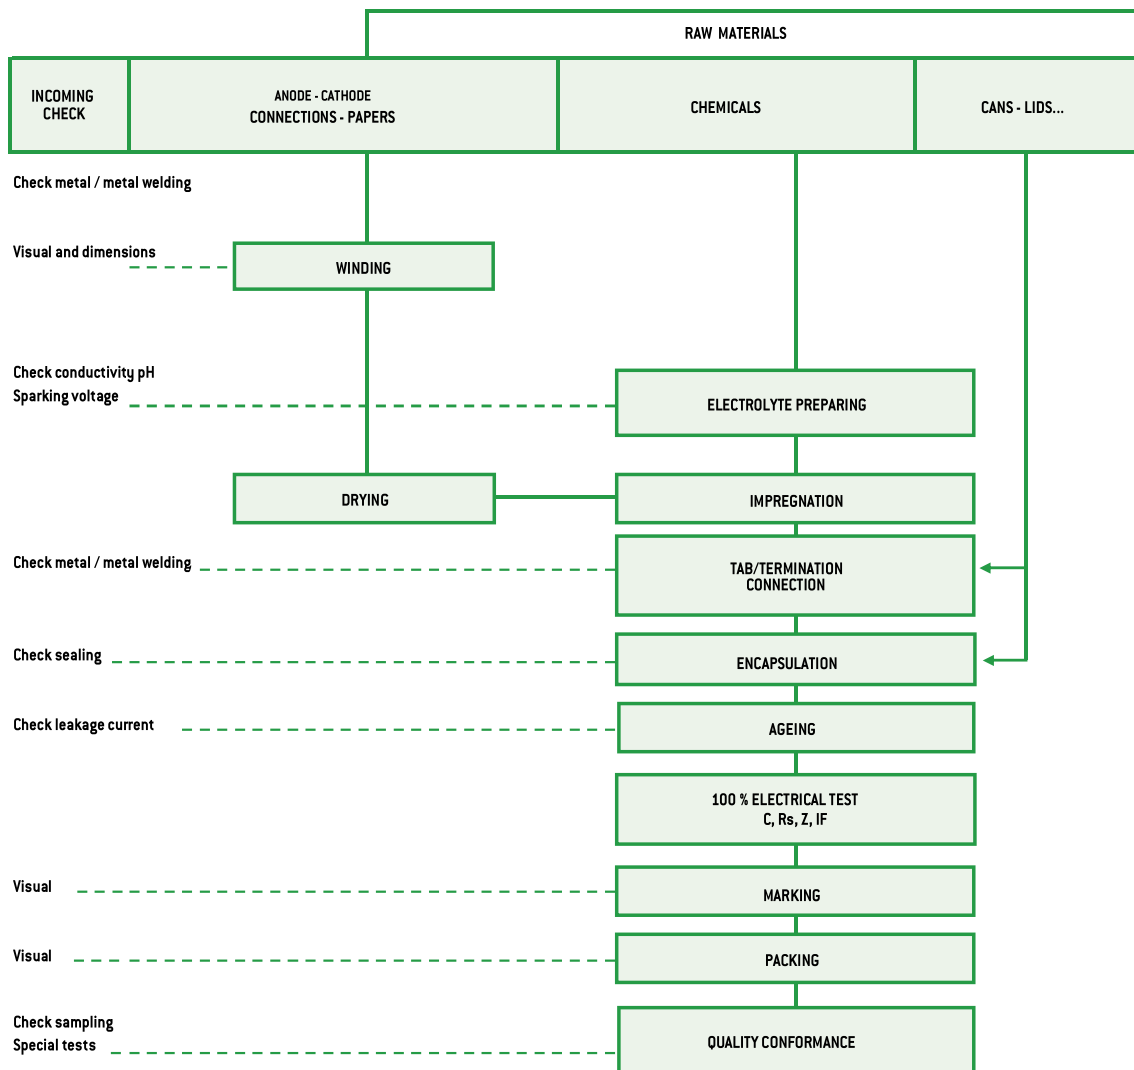 RAW MATERIALS
INCOMING
CHECK
ANODE - CATHODE
CONNECTIONS - PAPERS
CHEMICALS
CANS - LIDS...
Check metal / metal welding
Visual and dimensions
WINDING
Check conductivity pH
Sparking voltage
ELECTROLYTE PREPARING
DRYING
IMPREGNATION
Check metal / metal welding
TAB/TERMINATION
CONNECTION
Check sealing
ENCAPSULATION
Check leakage current
AGEING
100 % ELECTRICAL TEST
C, Rs, Z, IF
Visual
MARKING
Visual
PACKING
Check sampling
Special tests
QUALITY CONFORMANCE